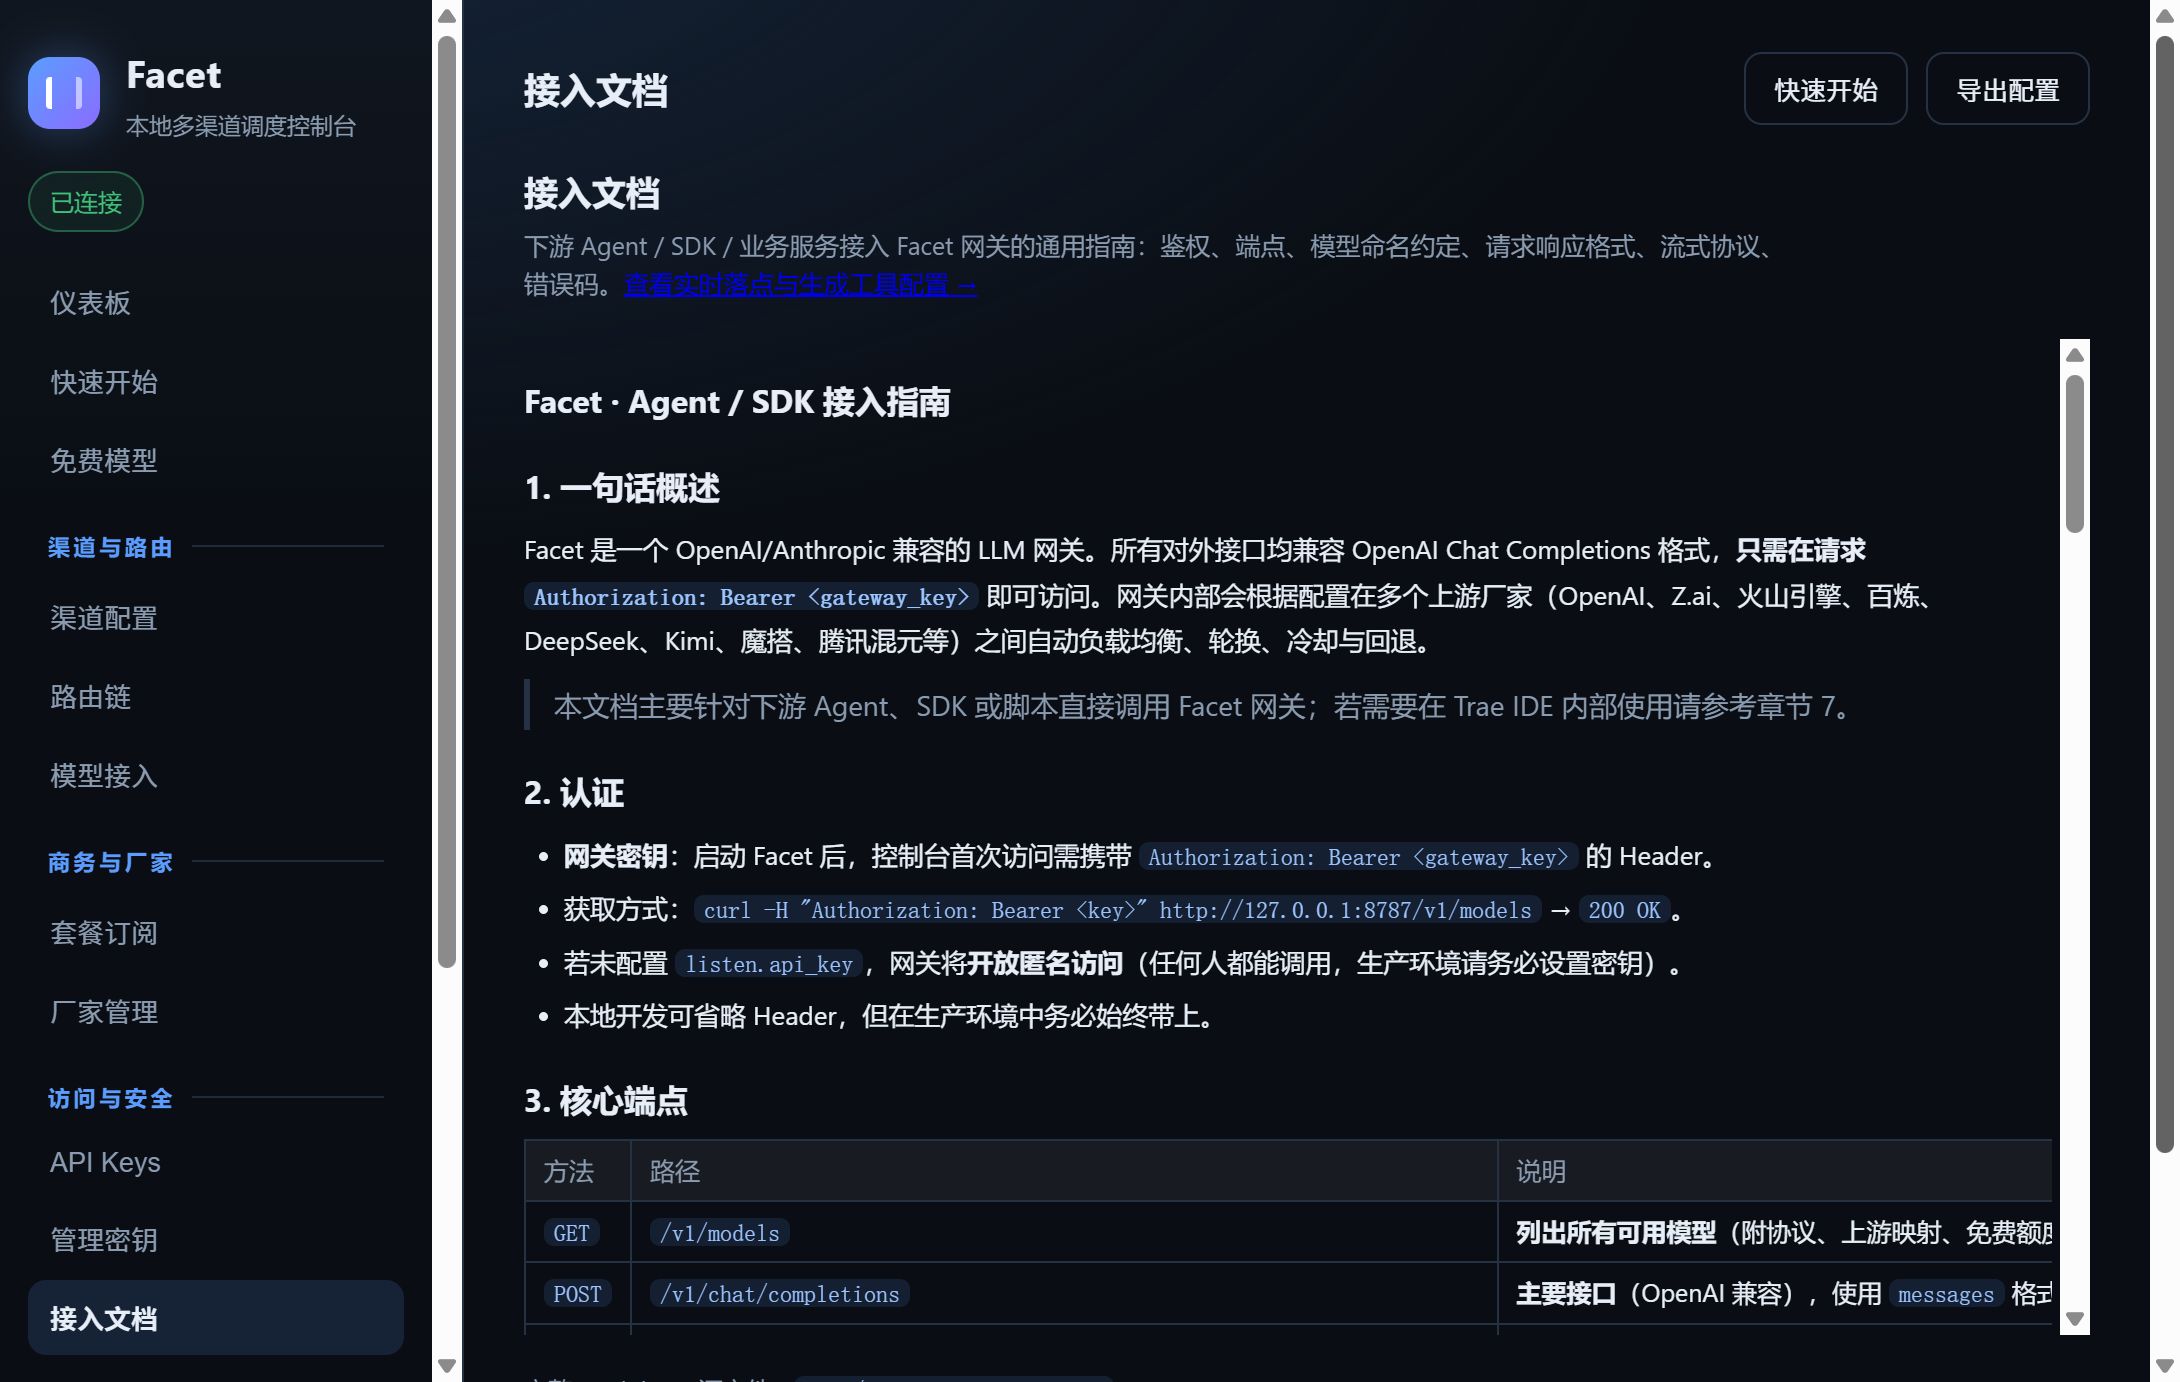 Facet
本地多渠道调度控制台
已连接
仪表板
快速开始
免费模型
渠道与路由
渠道配置
路由链
模型接入
商务与厂家
套餐订阅
厂家管理
访问与安全
API Keys
管理密钥
接入文档
接入文档
快速开始
导出配置
接入文档
下游 Agent / SDK / 业务服务接入 Facet 网关的通用指南：鉴权、端点、模型命名约定、请求响应格式、流式协议、
错误码。查看实时落点与生成工具配置 →
Facet · Agent / SDK 接入指南
1. 一句话概述
Facet 是一个 OpenAI/Anthropic 兼容的 LLM 网关。所有对外接口均兼容 OpenAI Chat Completions 格式，只需在请求
Authorization: Bearer <gateway_key> 即可访问。网关内部会根据配置在多个上游厂家（OpenAI、Z.ai、火山引擎、百炼、
DeepSeek、Kimi、魔搭、腾讯混元等）之间自动负载均衡、轮换、冷却与回退。
本文档主要针对下游 Agent、SDK 或脚本直接调用 Facet 网关；若需要在 Trae IDE 内部使用请参考章节 7。
2. 认证
• 网关密钥：启动 Facet 后，控制台首次访问需携带 Authorization: Bearer <gateway_key> 的 Header。
• 获取方式：curl -H "Authorization: Bearer <key>" http://127.0.0.1:8787/v1/models → 200 OK。
• 若未配置 listen.api_key，网关将开放匿名访问（任何人都能调用，生产环境请务必设置密钥）。
• 本地开发可省略 Header，但在生产环境中务必始终带上。
3. 核心端点
方法 路径 说明
GET /v1/models 列出所有可用模型（附协议、上游映射、免费额度
POST /v1/chat/completions 主要接口（OpenAI 兼容），使用 messages 格式